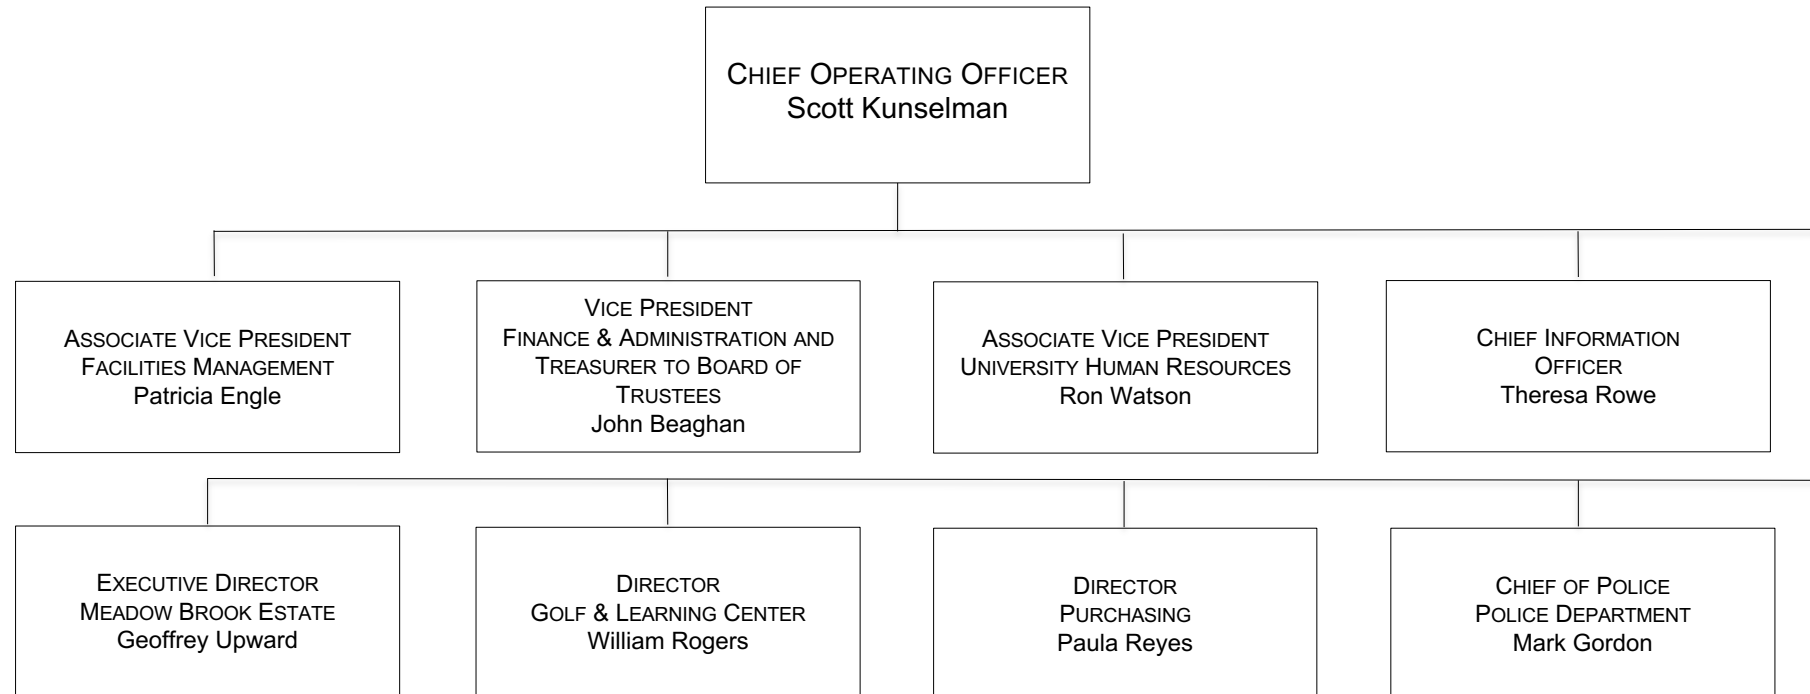 CHIEF OPERATING OFFICER
Scott Kunselman
ASSOCIATE VICE PRESIDENT
FACILITIES MANAGEMENT
Patricia Engle
VICE PRESIDENT
FINANCE & ADMINISTRATION AND
TREASURER TO BOARD OF
TRUSTEES
John Beaghan
ASSOCIATE VICE PRESIDENT
UNIVERSITY HUMAN RESOURCES
Ron Watson
CHIEF INFORMATION
OFFICER
Theresa Rowe
EXECUTIVE DIRECTOR
MEADOW BROOK ESTATE
Geoffrey Upward
DIRECTOR
GOLF & LEARNING CENTER
William Rogers
DIRECTOR
PURCHASING
Paula Reyes
CHIEF OF POLICE
POLICE DEPARTMENT
Mark Gordon